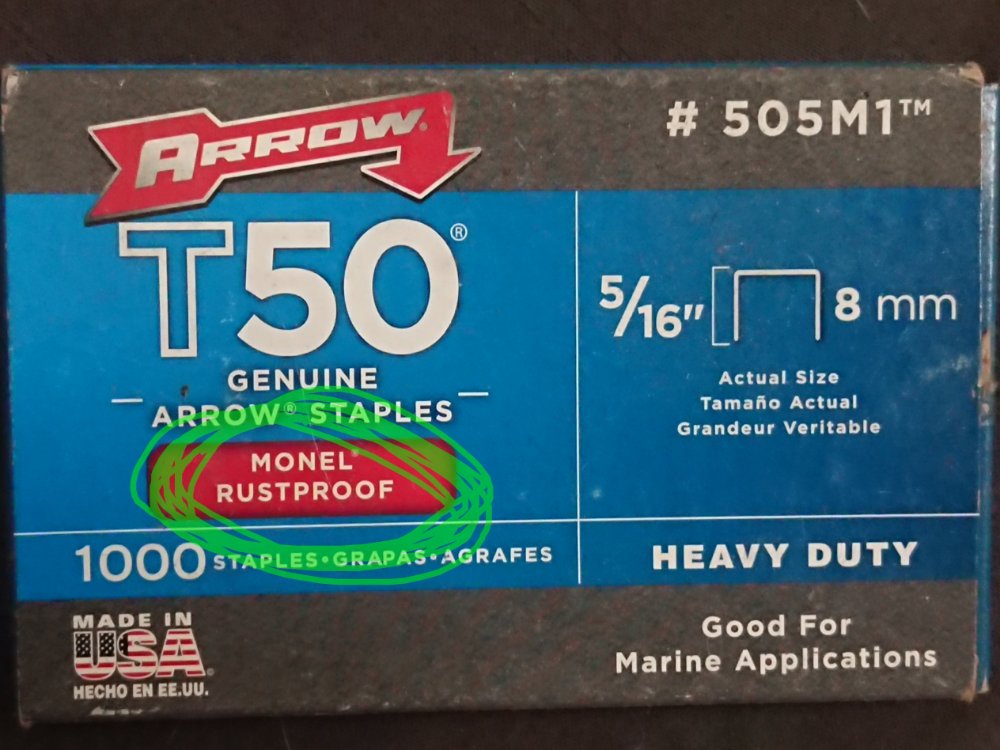 ARROW®
# 505M1™
T50®
GENUINE
ARROW® STAPLES
MONEL®
RUSTPROOF
1000 STAPLES•GRAPAS•AGRAFES
5/16" 8 mm
Actual Size
Tamaño Actual
Grandeur Veritable
HEAVY DUTY
MADE IN
USA
HECHO EN EE.UU.
Good For
Marine Applications